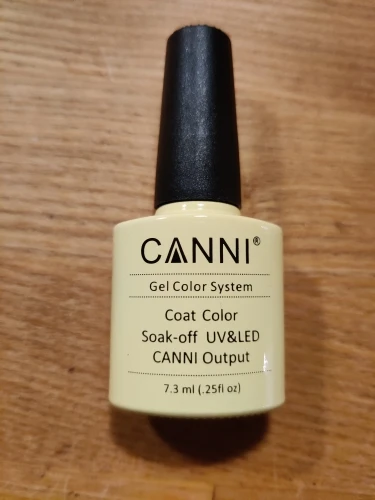 CANNI®
Gel Color System
Coat Color
Soak-off UV&LED
CANNI Output
7.3 ml (.25fl oz)